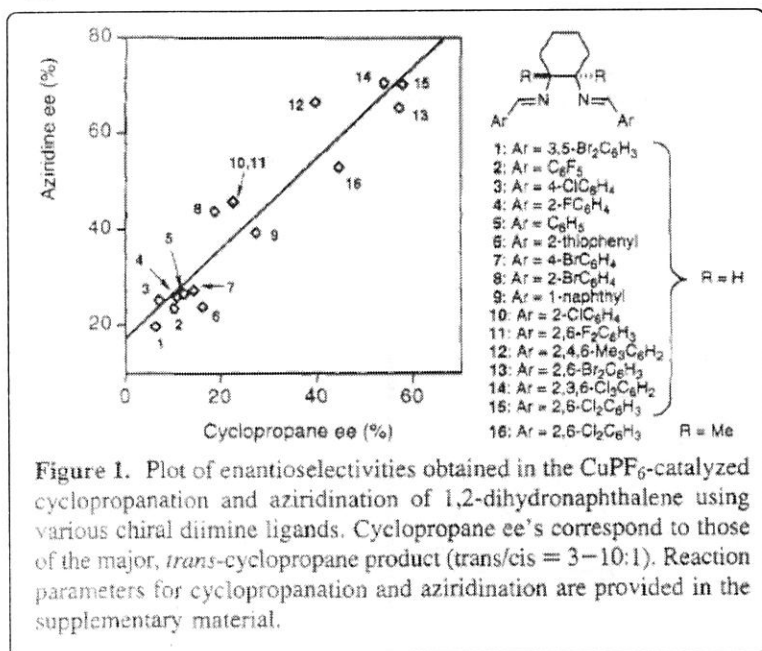 Aziridine ee (%)
80
60
40
20
0
20
40
60
Cyclopropane ee (%)
14
15
12
13
10,11
16
8
5
9
4
3
7
2
6
1
R
R
N
N
Ar
Ar
1: Ar = 3,5-Br₂C₆H₃
2: Ar = C₆F₅
3: Ar = 4-ClC₆H₄
4: Ar = 2-FC₆H₄
5: Ar = C₆H₅
6: Ar = 2-thiophenyl
7: Ar = 4-BrC₆H₄
8: Ar = 2-BrC₆H₄
9: Ar = 1-naphthyl
10: Ar = 2-ClC₆H₄
11: Ar = 2,6-F₂C₆H₃
12: Ar = 2,4,6-Me₃C₆H₂
13: Ar = 2,6-Br₂C₆H₃
14: Ar = 2,3,6-Cl₃C₆H₂
15: Ar = 2,6-Cl₂C₆H₃
R = H
16: Ar = 2,6-Cl₂C₆H₃ R = Me
Figure 1. Plot of enantioselectivities obtained in the CuPF₆-catalyzed
cyclopropanation and aziridination of 1,2-dihydronaphthalene using
various chiral diimine ligands. Cyclopropane ee's correspond to those
of the major, trans-cyclopropane product (trans/cis = 3–10:1). Reaction
parameters for cyclopropanation and aziridination are provided in the
supplementary material.